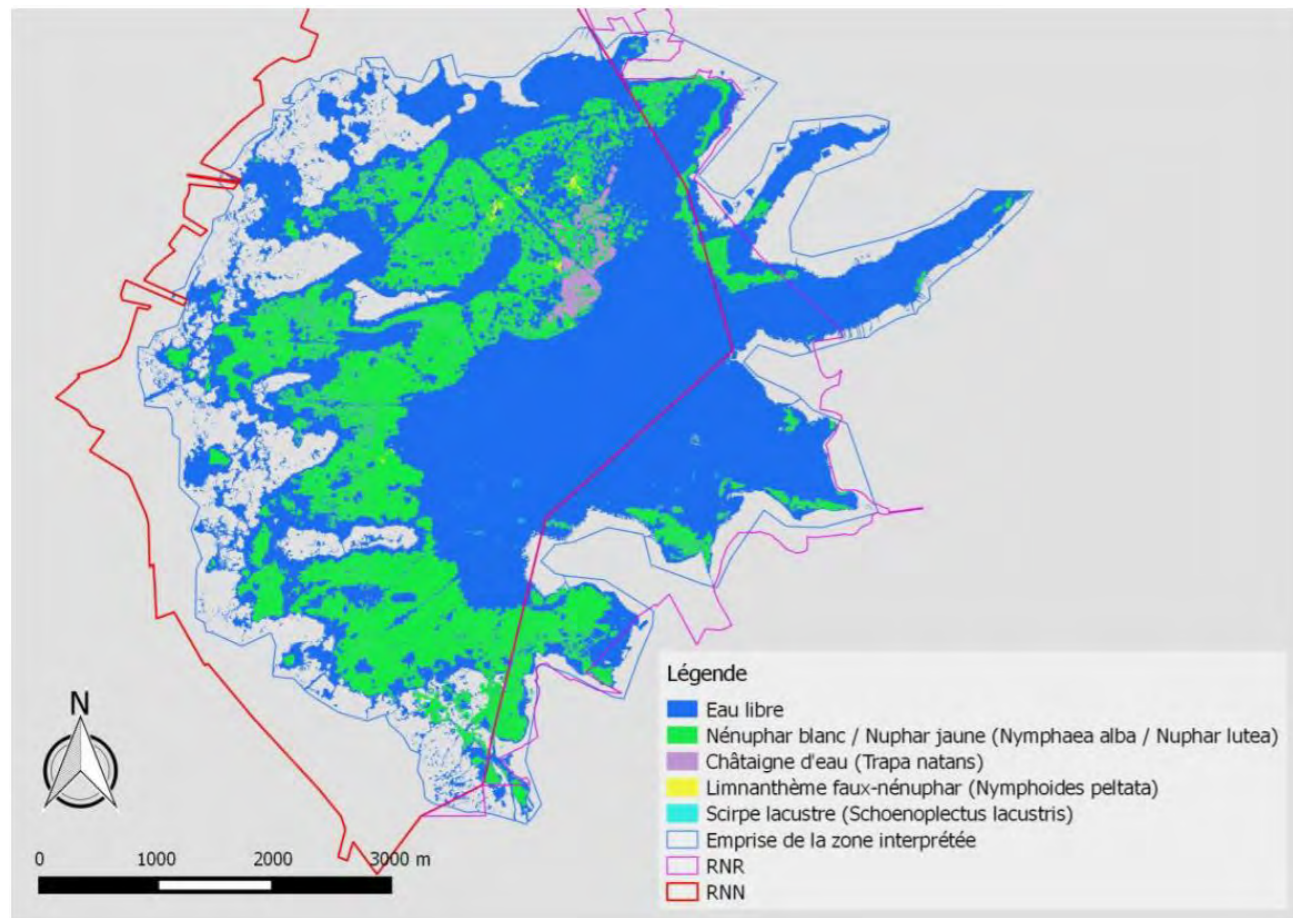 N
0 1000 2000 3000 m
Légende
Eau libre
Nénuphar blanc / Nuphar jaune (Nymphaea alba / Nuphar lutea)
Châtaigne d'eau (Trapa natans)
Limnanthème faux-nénuphar (Nymphoides peltata)
Scirpe lacustre (Schoenoplectus lacustris)
Emprise de la zone interprétée
RNR
RNN